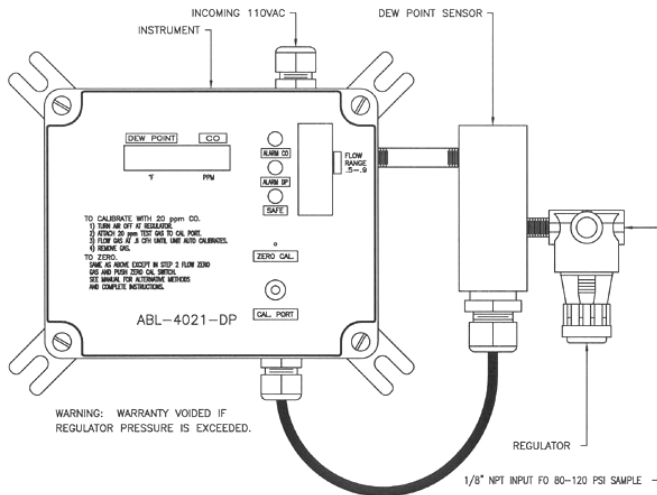 INCOMING 110VAC
DEW POINT SENSOR
INSTRUMENT
DEW POINT
CO
°F
PPM
ALARM CO
ALARM DP
SAFE
FLOW
RANGE
.5-.9
TO CALIBRATE WITH 20 ppm CO.
1) TURN AIR OFF AT REGULATOR.
2) ATTACH 20 ppm TEST GAS TO CAL PORT.
3) FLOW GAS AT .8 CFH UNTIL UNIT AUTO CALIBRATES.
4) REMOVE GAS.
TO ZERO.
SAME AS ABOVE EXCEPT IN STEP 2 FLOW ZERO
GAS AND PUSH ZERO CAL SWITCH.
SEE MANUAL FOR ALTERNATIVE METHODS
AND COMPLETE INSTRUCTIONS.
ZERO CAL.
CAL. PORT
ABL-4021-DP
WARNING: WARRANTY VOIDED IF
REGULATOR PRESSURE IS EXCEEDED.
REGULATOR
1/8" NPT INPUT FO 80-120 PSI SAMPLE